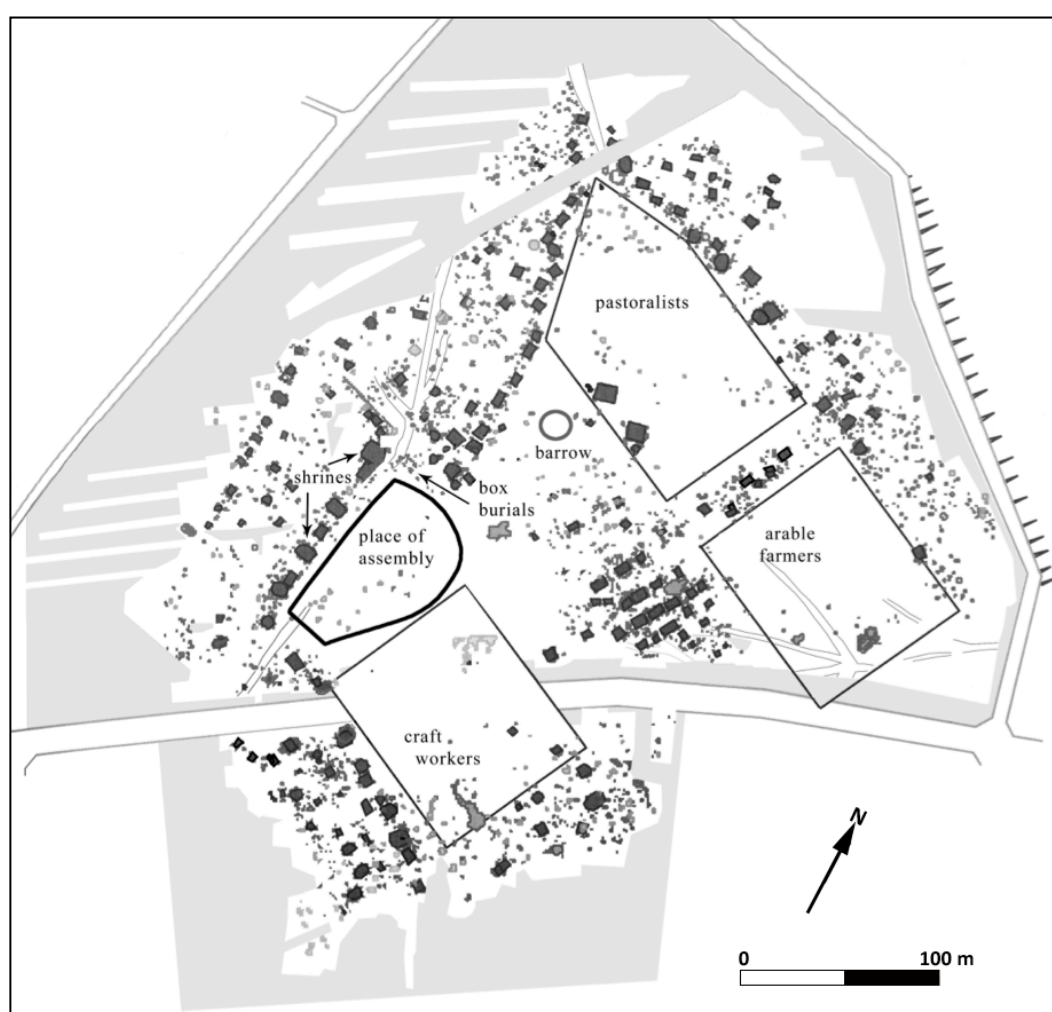 pastoralists
barrow
shrines
box
burials
place of
assembly
arable
farmers
craft
workers
N
0 100 m